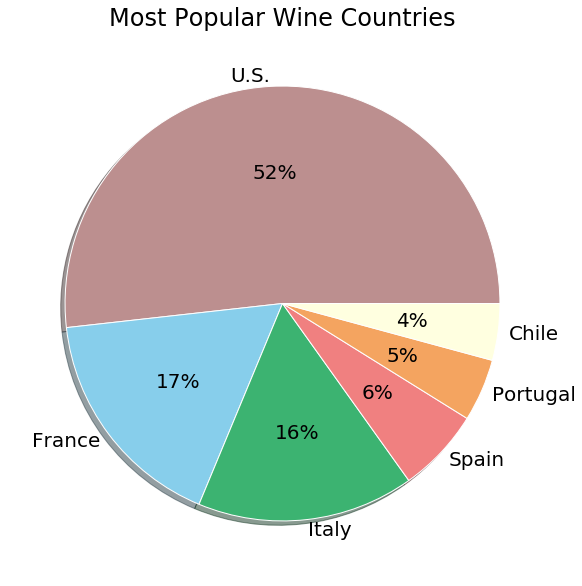 Most Popular Wine Countries
U.S.
52%
4%
Chile
5%
17%
6%
Portugal
16%
France
Spain
Italy